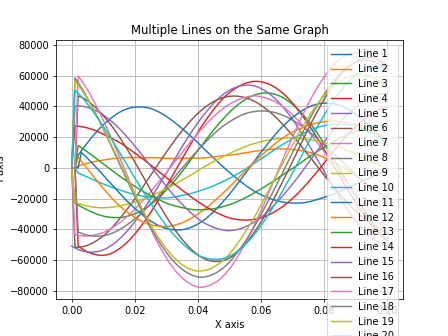 Multiple Lines on the Same Graph
80000
60000
40000
20000
0
−20000
−40000
−60000
−80000
0.00
0.02
0.04
0.06
X axis
Line 1
Line 2
Line 3
Line 4
Line 5
Line 6
Line 7
Line 8
Line 9
Line 10
Line 11
Line 12
Line 13
Line 14
Line 15
Line 16
Line 17
Line 18
Line 19